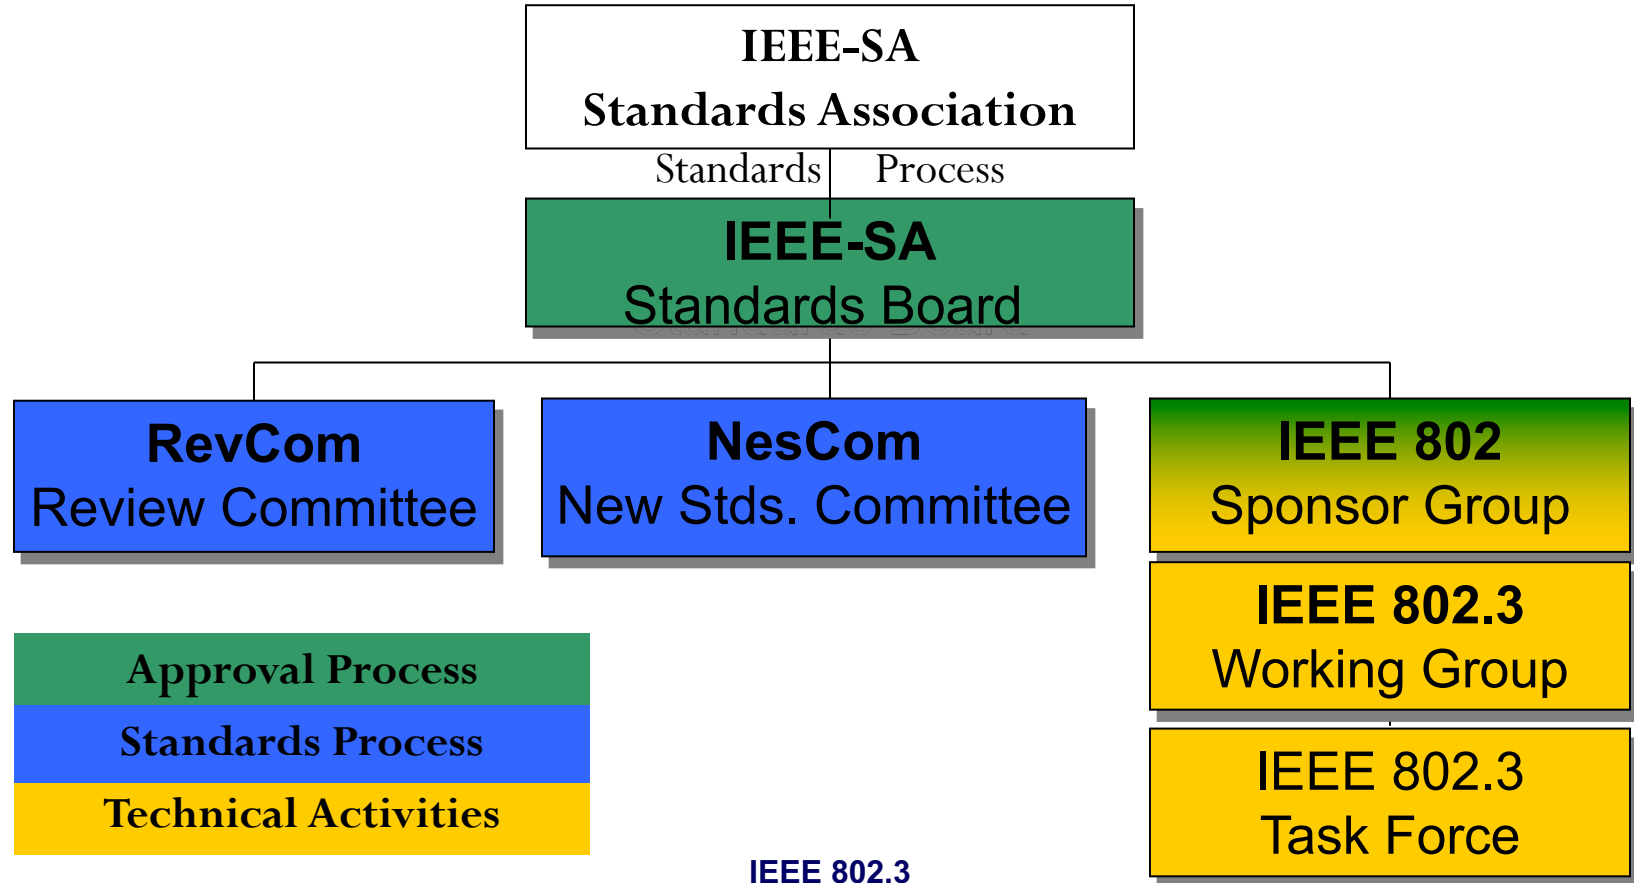 IEEE-SA
Standards Association
Standards Process
IEEE-SA
Standards Board
RevCom
Review Committee
NesCom
New Stds. Committee
IEEE 802
Sponsor Group
IEEE 802.3
Working Group
IEEE 802.3
Task Force
Approval Process
Standards Process
Technical Activities
IEEE 802.3